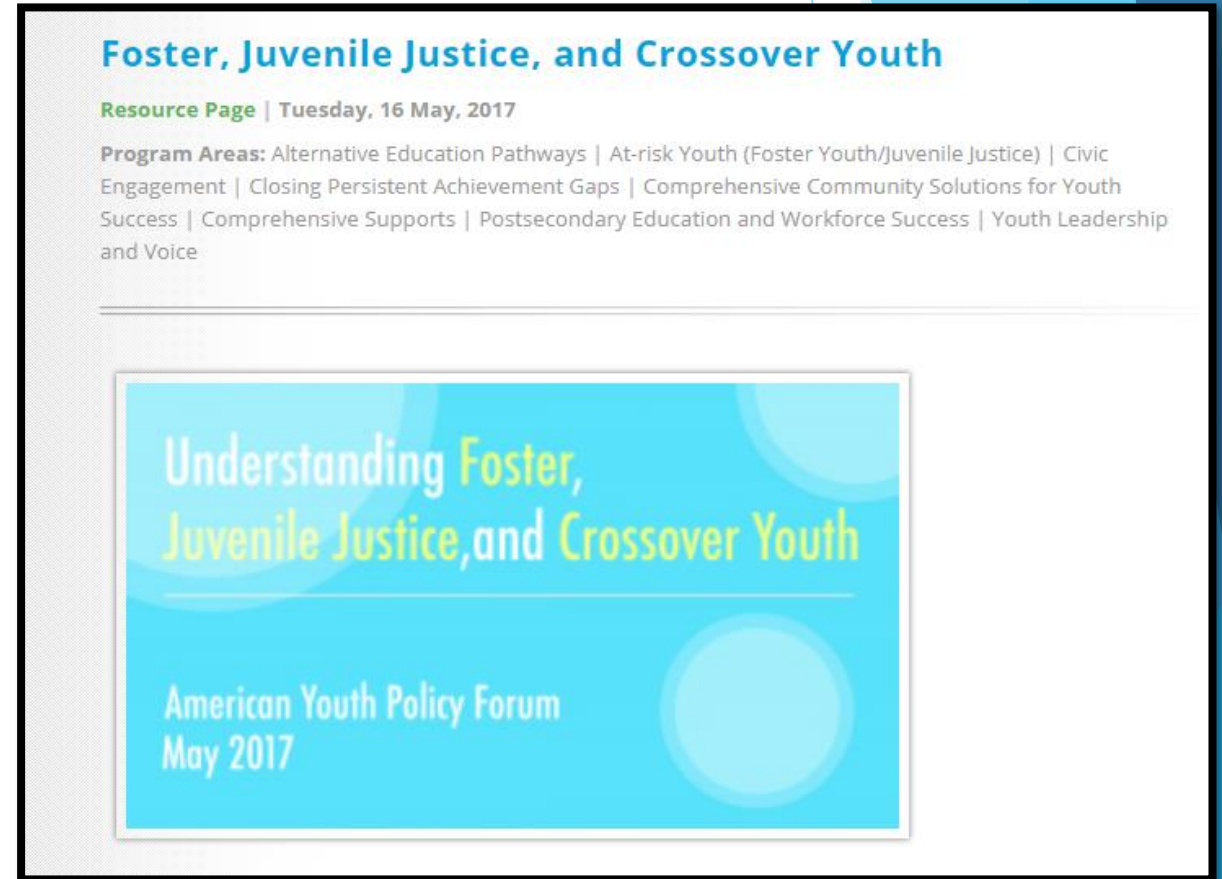 Foster, Juvenile Justice, and Crossover Youth
Resource Page | Tuesday, 16 May, 2017
Program Areas: Alternative Education Pathways | At-risk Youth (Foster Youth/Juvenile Justice) | Civic
Engagement | Closing Persistent Achievement Gaps | Comprehensive Community Solutions for Youth
Success | Comprehensive Supports | Postsecondary Education and Workforce Success | Youth Leadership
and Voice
Understanding Foster,
Juvenile Justice,and Crossover Youth
American Youth Policy Forum
May 2017